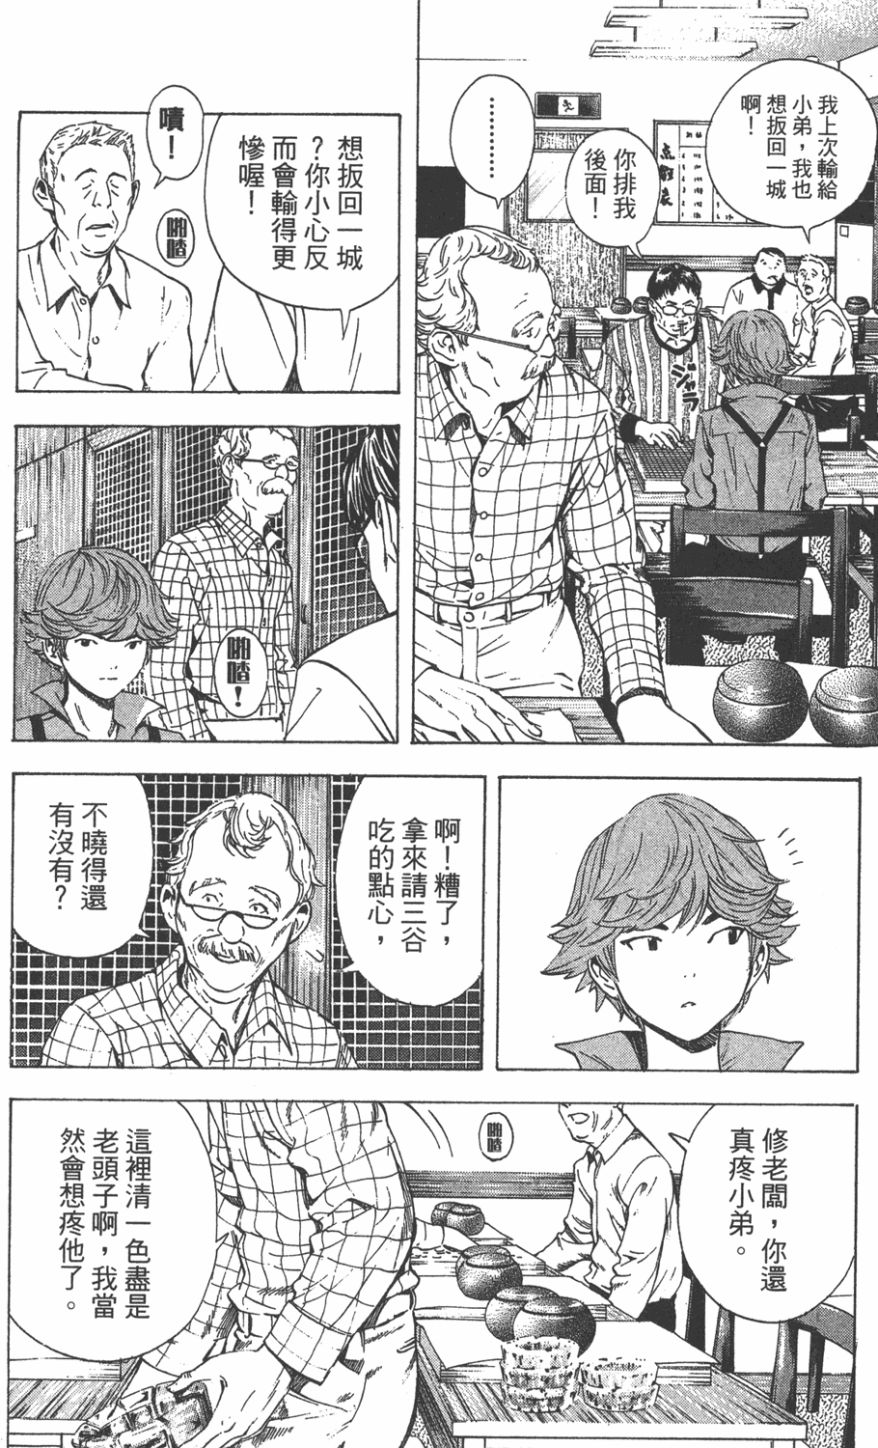 我上次輸給
小弟，我也
想扳回一城
啊！
你排我
後面！
………
ジャラ
想扳回一城
？你小心反
而會輸得更
慘喔！
嘖！
啪喳
啪喳！
啊！糟了，
拿來請三谷
吃的點心，
不曉得還
有沒有？
修老闆，你還
真疼小弟。
啪喳
這裡清一色盡是
老頭子啊，我當
然會想疼他了。